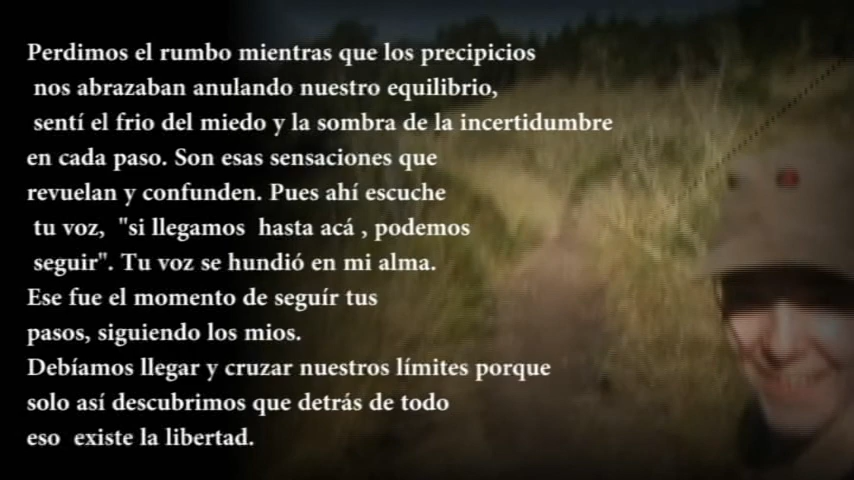 Perdimos el rumbo mientras que los precipicios
nos abrazaban anulando nuestro equilibrio,
sentí el frio del miedo y la sombra de la incertidumbre
en cada paso. Son esas sensaciones que
revuelan y confunden. Pues ahí escuche
tu voz, "si llegamos hasta acá , podemos
seguir". Tu voz se hundió en mi alma.
Ese fue el momento de seguír tus
pasos, siguiendo los mios.
Debíamos llegar y cruzar nuestros límites porque
solo así descubrimos que detrás de todo
eso existe la libertad.